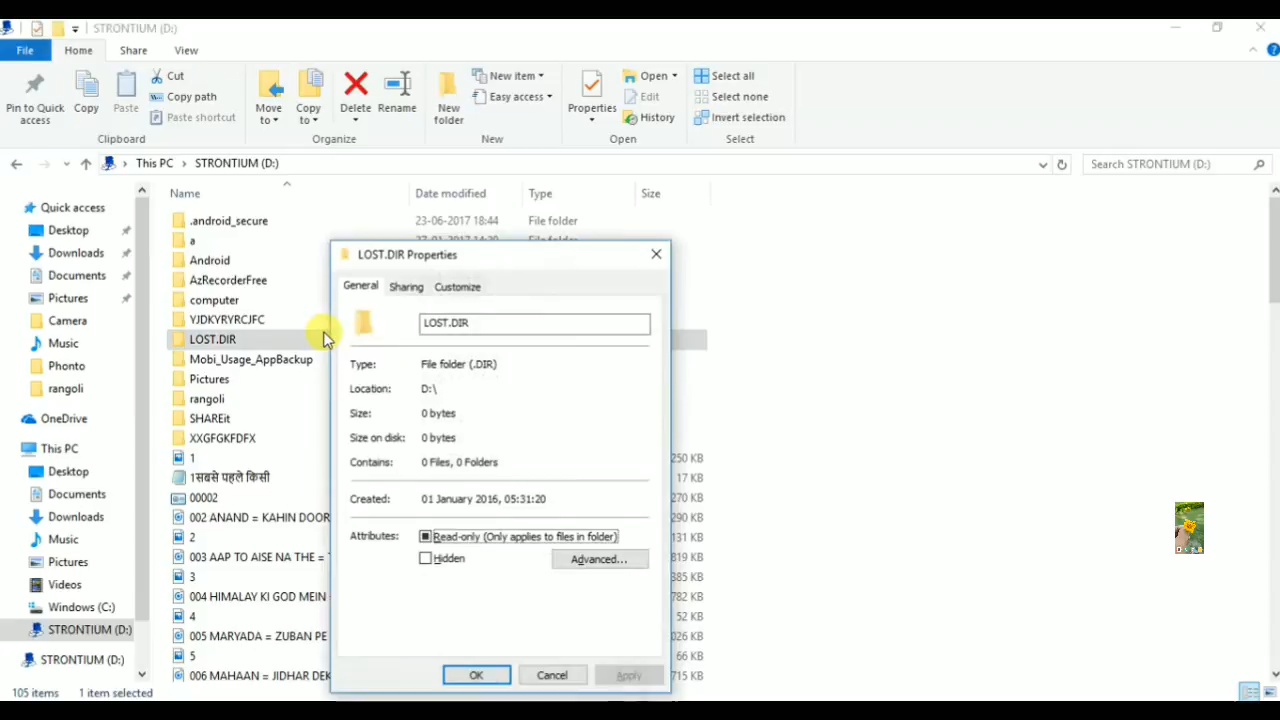 STRONTIUM (D:)
File Home Share View
Pin to Quick access
Copy
Paste
Cut
Copy path
Paste shortcut
Clipboard
Move to
Copy to
Delete
Rename
Organize
New folder
New item
Easy access
New
Properties
Open
Edit
History
Open
Select all
Select none
Invert selection
Select
This PC > STRONTIUM (D:)
Search STRONTIUM (D:)
Quick access
Desktop
Downloads
Documents
Pictures
Camera
Music
Phonto
rangoli
OneDrive
This PC
Desktop
Documents
Downloads
Music
Pictures
Videos
Windows (C:)
STRONTIUM (D:)
STRONTIUM (D:)
Name Date modified Type Size
.android_secure 23-06-2017 18:44 File folder
a
Android
AzRecorderFree
computer
YJDKYRYRCJFC
LOST.DIR
Mobi_Usage_AppBackup
Pictures
rangoli
SHAREit
XXGFGKFDFX
1 250 KB
1सबसे पहले किसी 17 KB
00002 270 KB
002 ANAND = KAHIN DOOR 290 KB
2 131 KB
003 AAP TO AISE NA THE = 819 KB
3 385 KB
004 HIMALAY KI GOD MEIN 782 KB
4 52 KB
005 MARYADA = ZUBAN PE 026 KB
5 66 KB
006 MAHAAN = JIDHAR DEK 715 KB
LOST.DIR Properties
General Sharing Customize
LOST.DIR
Type: File folder (.DIR)
Location: D:\
Size: 0 bytes
Size on disk: 0 bytes
Contains: 0 Files, 0 Folders
Created: 01 January 2016, 05:31:20
Attributes: Read-only (Only applies to files in folder)
Hidden Advanced...
OK Cancel Apply
105 items 1 item selected